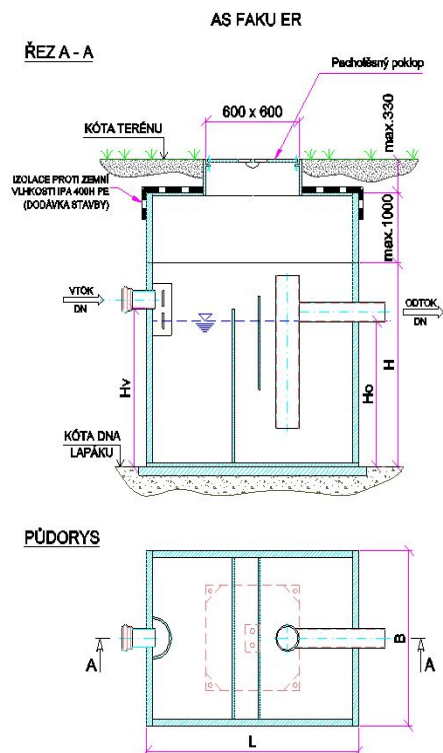 AS FAKU ER
ŘEZ A - A
Pachotěsný poklop
600 x 600
max.330
KÓTA TERÉNU
IZOLACE PROTI ZEMNÍ
VLHKOSTI IPA 400H PE
(DODÁVKA STAVBY)
max.1000
VTOK
DN
ODTOK
DN
Hv
Ho
H
KÓTA DNA
LAPÁKU
PŮDORYS
A
A
B
L